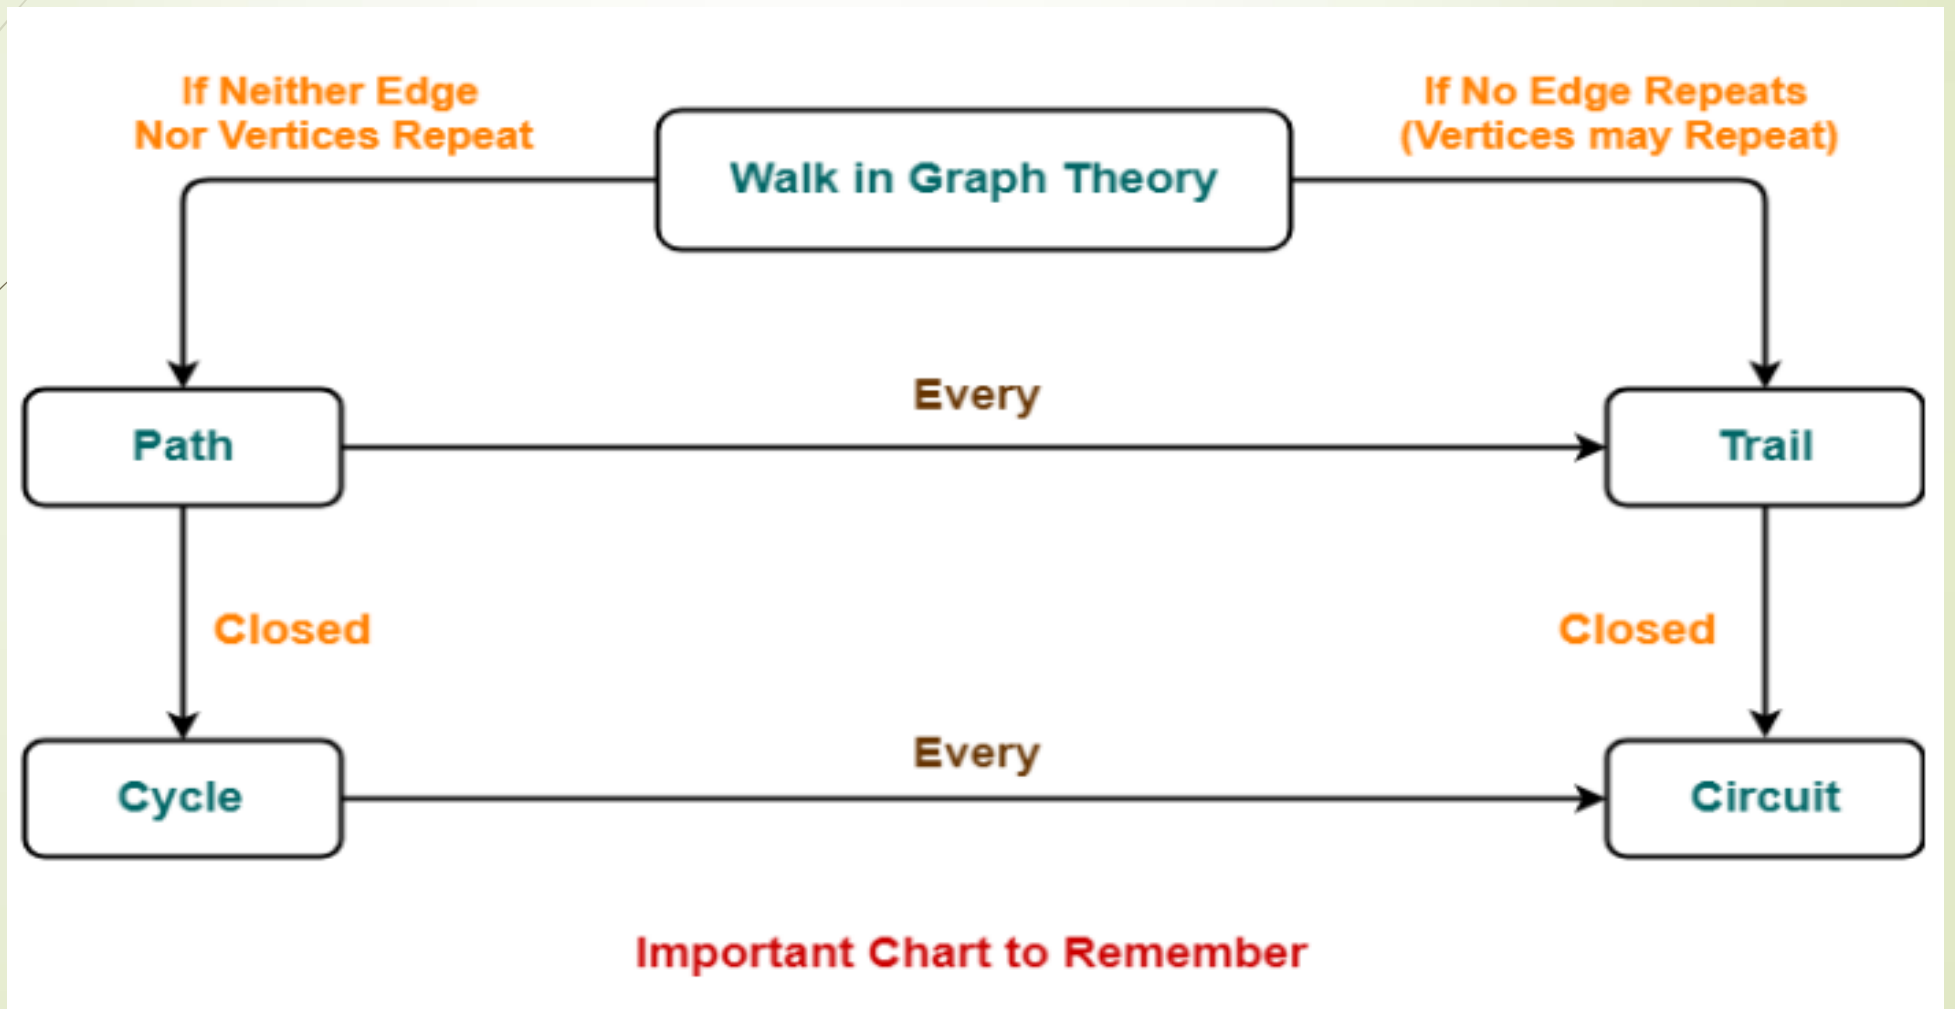 If Neither Edge
Nor Vertices Repeat
Walk in Graph Theory
If No Edge Repeats
(Vertices may Repeat)
Path
Every
Trail
Closed
Closed
Cycle
Every
Circuit
Important Chart to Remember